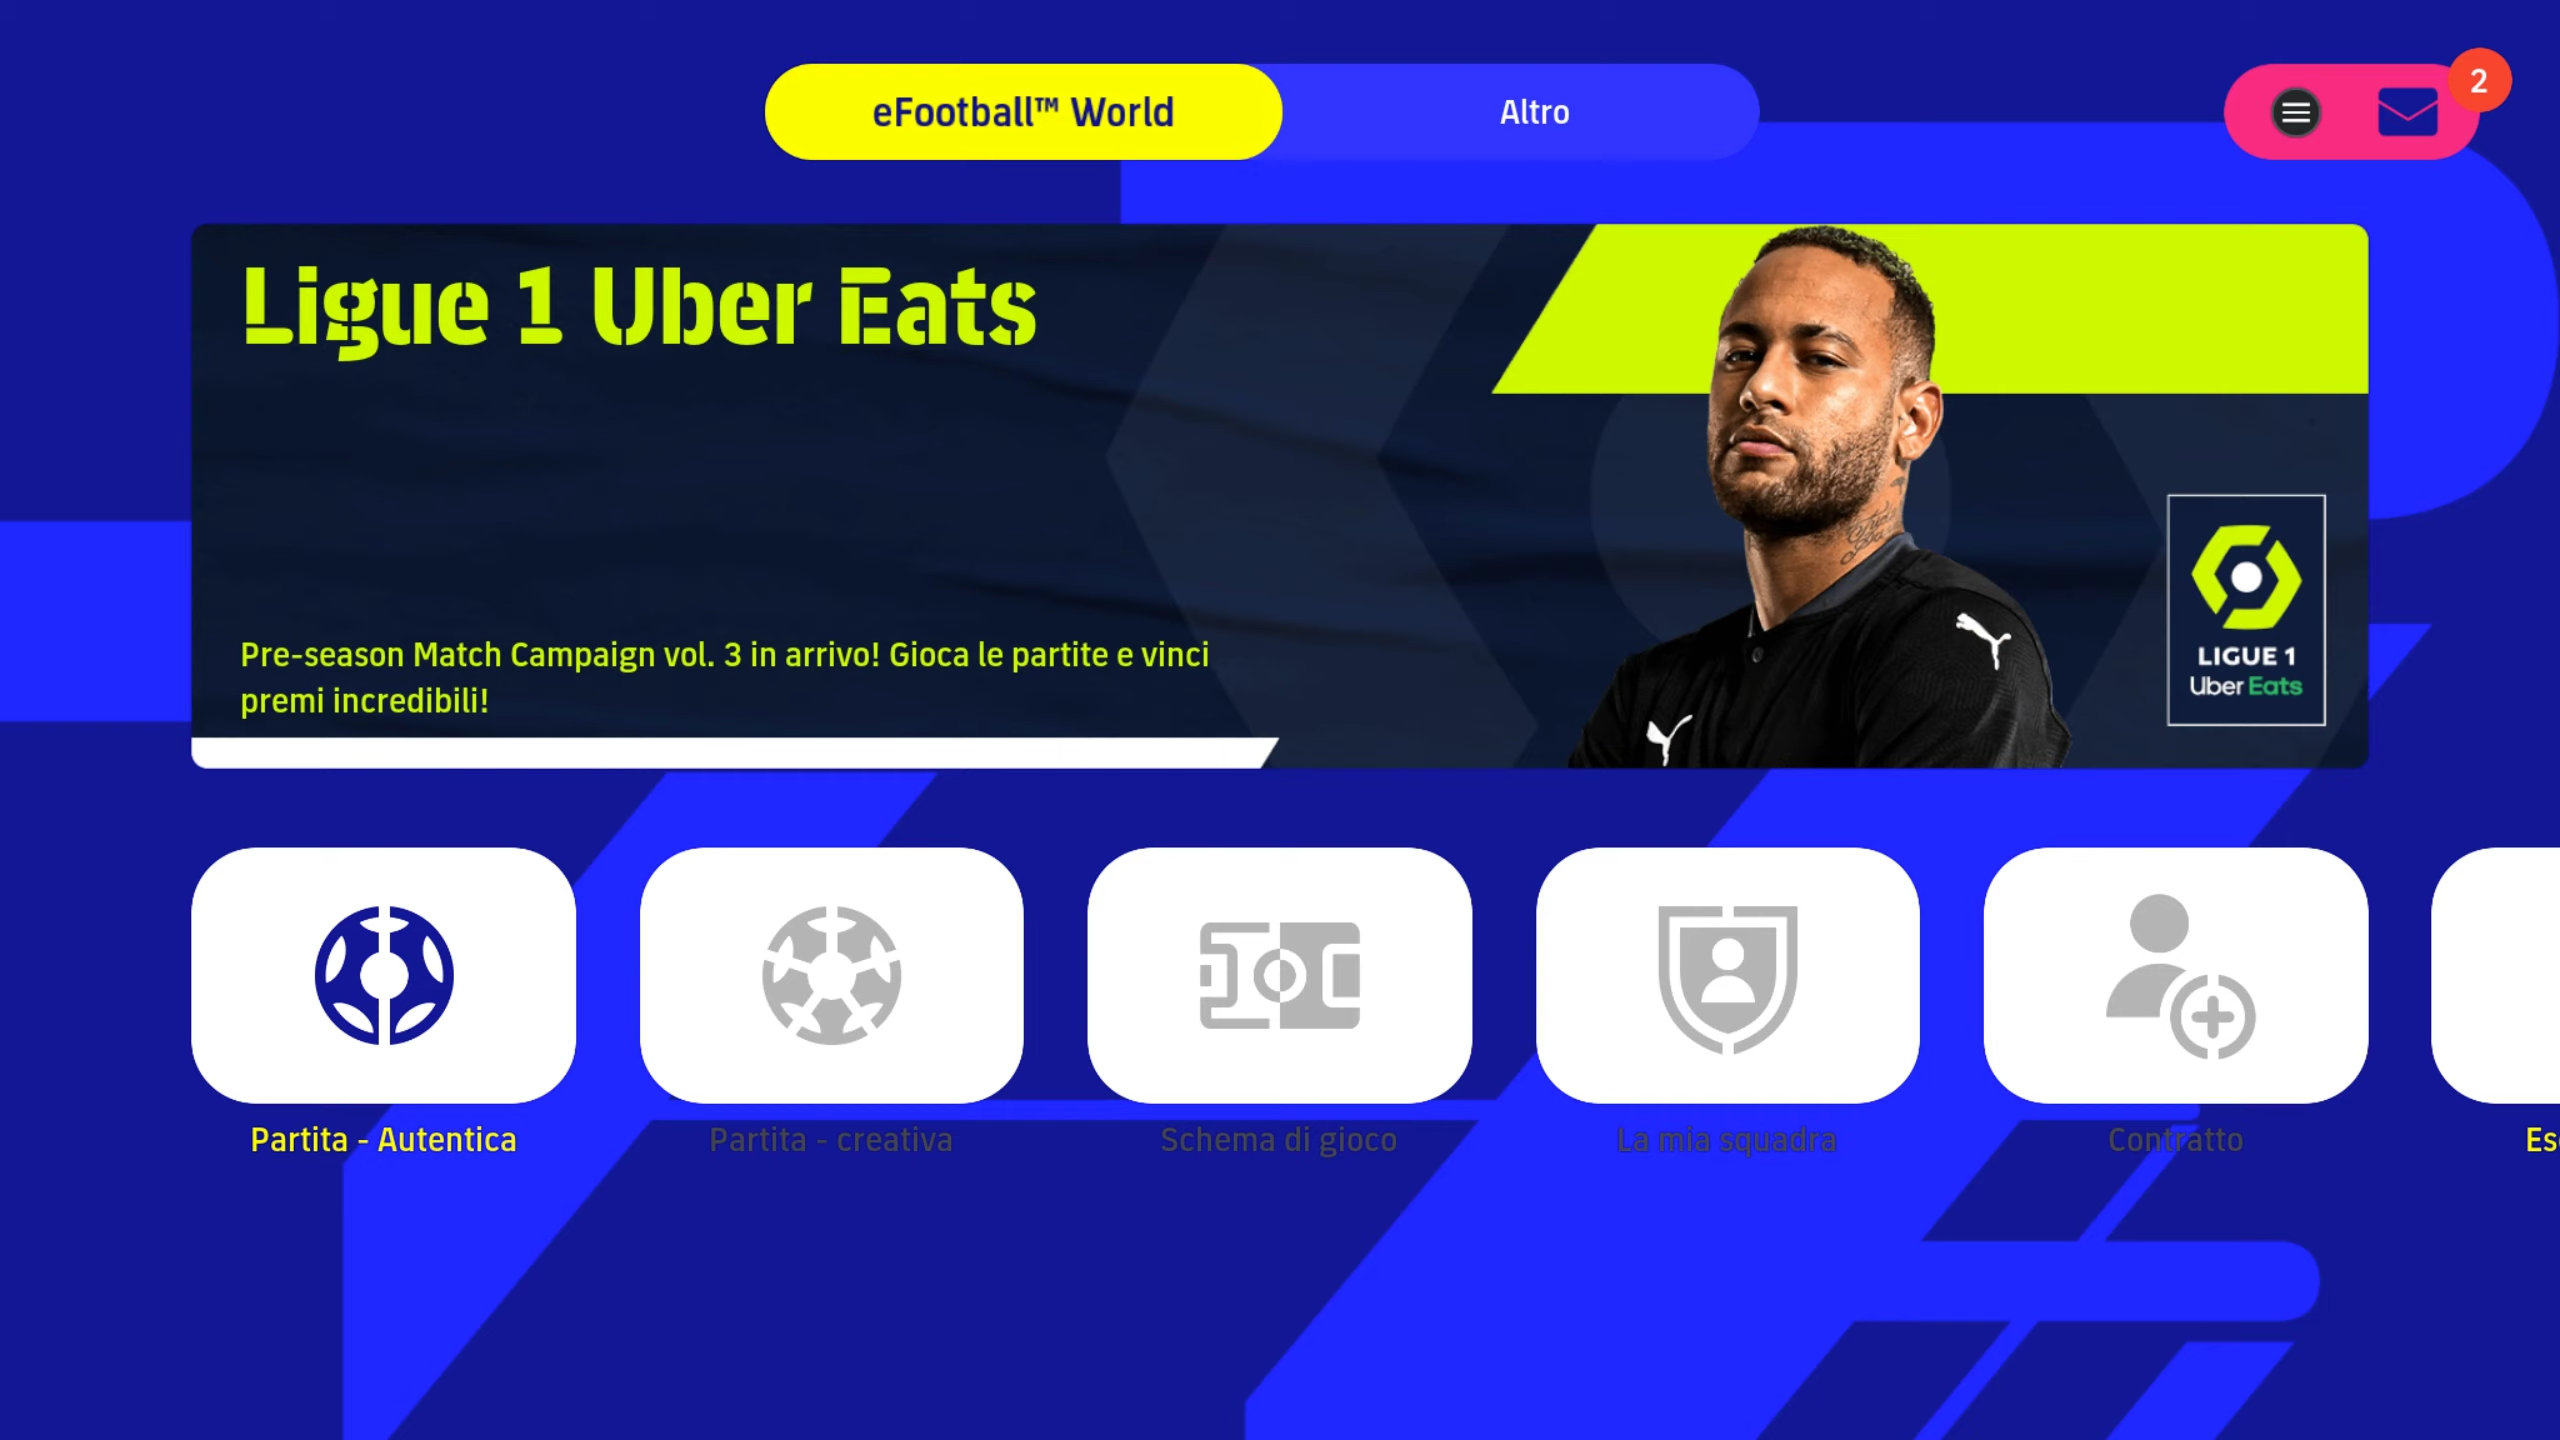 eFootball™ World
Altro
2
Ligue 1 Uber Eats
Pre-season Match Campaign vol. 3 in arrivo! Gioca le partite e vinci
premi incredibili!
LIGUE 1
Uber Eats
Partita - Autentica
Partita - creativa
Schema di gioco
La mia squadra
Contratto